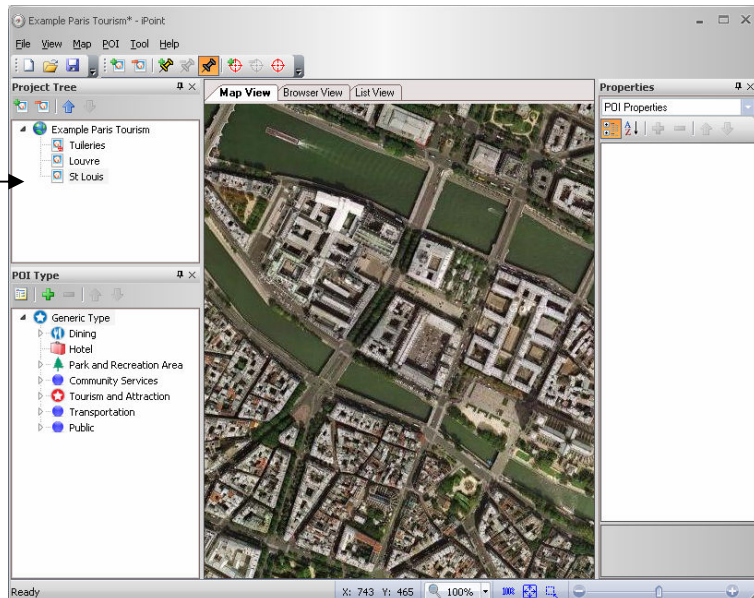 Example Paris Tourism* - iPoint
File View Map POI Tool Help
Project Tree
Example Paris Tourism
Tuileries
Louvre
St Louis
POI Type
Generic Type
Dining
Hotel
Park and Recreation Area
Community Services
Tourism and Attraction
Transportation
Public
Map View Browser View List View
Properties
POI Properties
Ready X: 743 Y: 465 100% 100%